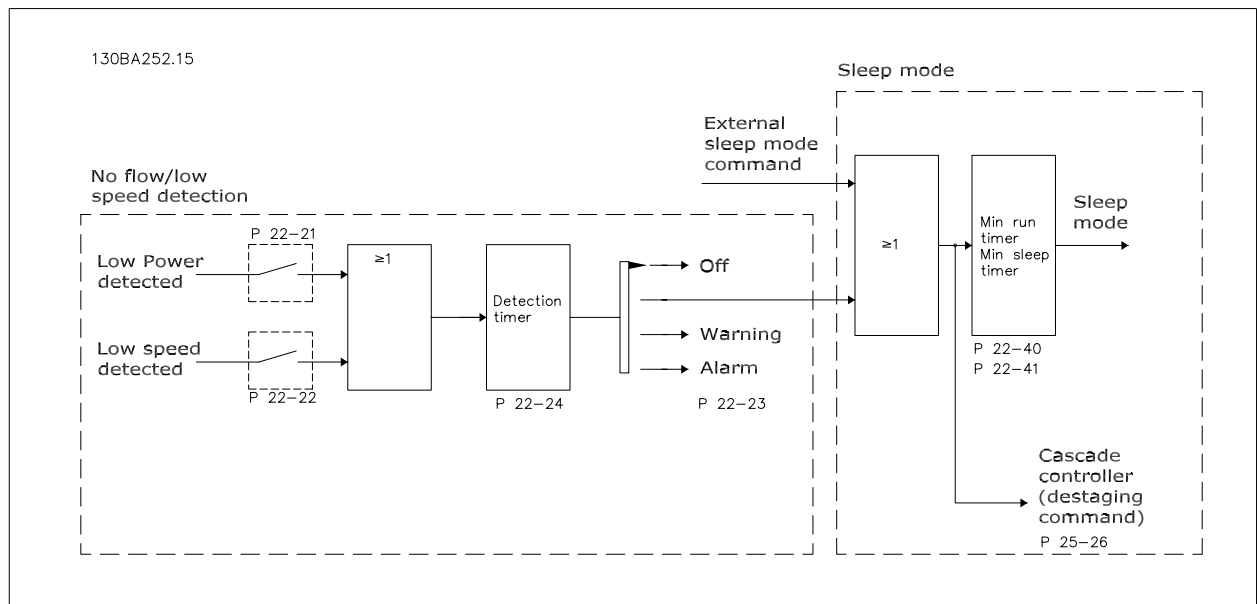 130BA252.15
Sleep mode
External
sleep mode
command
No flow/low
speed detection
P 22-21
Low Power
detected
≥1
Detection
timer
Off
Warning
Alarm
Low speed
detected
P 22-22
P 22-24
P 22-23
≥1
Min run
timer
Min sleep
timer
Sleep
mode
P 22-40
P 22-41
Cascade
controller
(destaging
command)
P 25-26